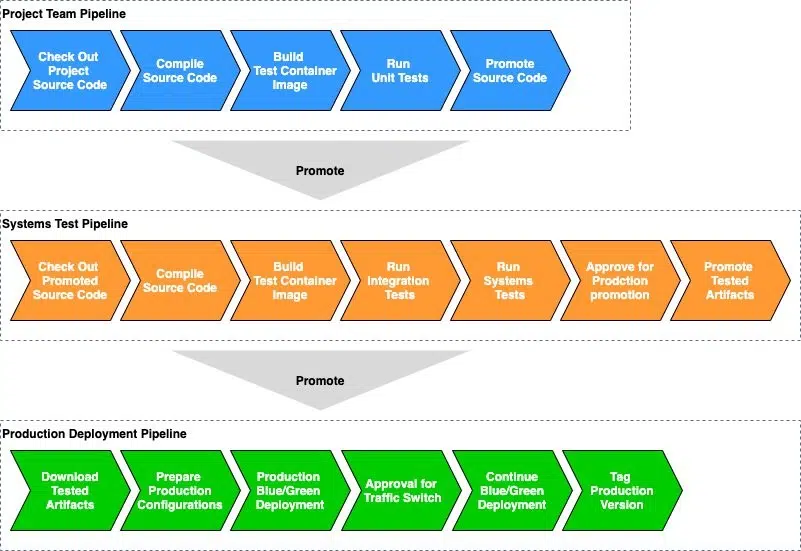 Project Team Pipeline
Check Out
Project
Source Code
Compile
Source Code
Build
Test Container
Image
Run
Unit Tests
Promote
Source Code
Promote
Systems Test Pipeline
Check Out
Promoted
Source Code
Compile
Source Code
Build
Test Container
Image
Run
Integration
Tests
Run
Systems
Tests
Approve for
Prodction
promotion
Promote
Tested
Artifacts
Promote
Production Deployment Pipeline
Download
Tested
Artifacts
Prepare
Production
Configurations
Production
Blue/Green
Deployment
Approval for
Traffic Switch
Continue
Blue/Green
Deployment
Tag
Production
Version